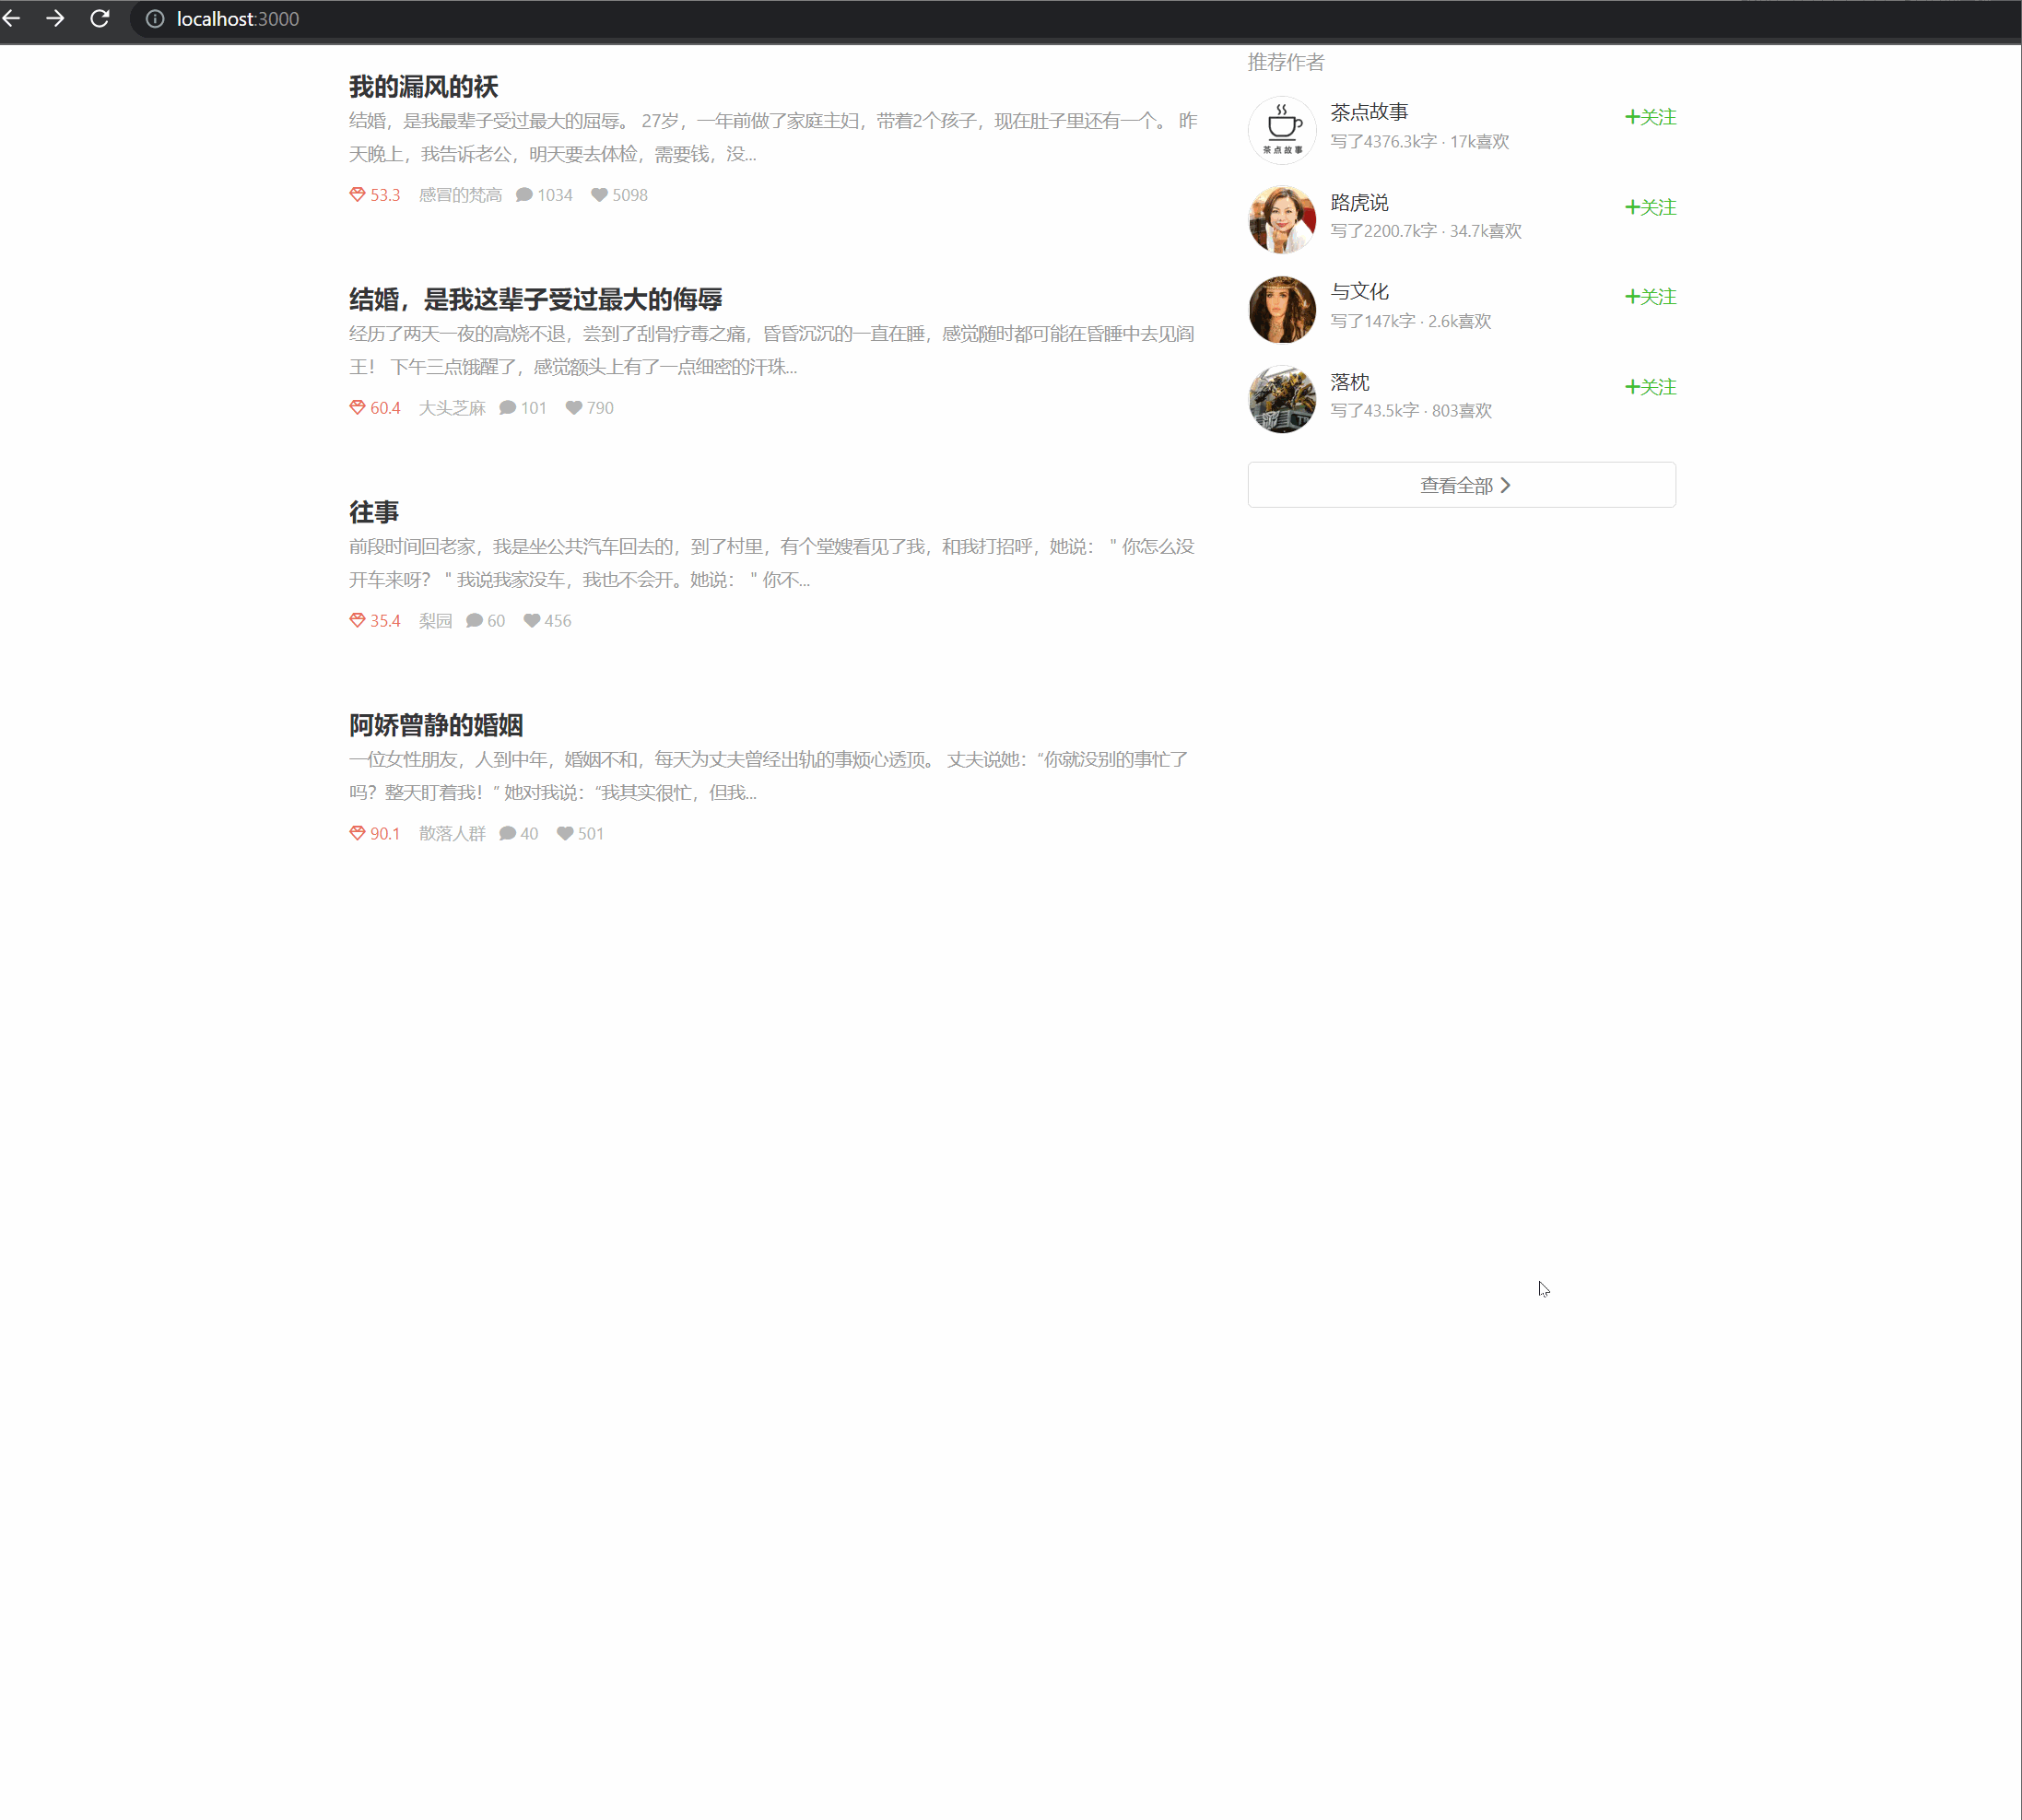 localhost:3000
我的漏风的袄
结婚，是我最辈子受过最大的屈辱。 27岁，一年前做了家庭主妇，带着2个孩子，现在肚子里还有一个。 昨
天晚上，我告诉老公，明天要去体检，需要钱，没...
53.3 感冒的梵高 1034 5098
结婚，是我这辈子受过最大的侮辱
经历了两天一夜的高烧不退，尝到了刮骨疗毒之痛，昏昏沉沉的一直在睡，感觉随时都可能在昏睡中去见阎
王！ 下午三点饿醒了，感觉额头上有了一点细密的汗珠...
60.4 大头芝麻 101 790
往事
前段时间回老家，我是坐公共汽车回去的，到了村里，有个堂嫂看见了我，和我打招呼，她说： " 你怎么没
开车来呀？ " 我说我家没车，我也不会开。她说： " 你不...
35.4 梨园 60 456
阿娇曾静的婚姻
一位女性朋友，人到中年，婚姻不和，每天为丈夫曾经出轨的事烦心透顶。 丈夫说她：“你就没别的事忙了
吗？整天盯着我！” 她对我说：“我其实很忙，但我...
90.1 散落人群 40 501
推荐作者
茶点故事
茶点故事 +关注
写了4376.3k字 · 17k喜欢
路虎说 +关注
写了2200.7k字 · 34.7k喜欢
与文化 +关注
写了147k字 · 2.6k喜欢
落枕 +关注
写了43.5k字 · 803喜欢
查看全部